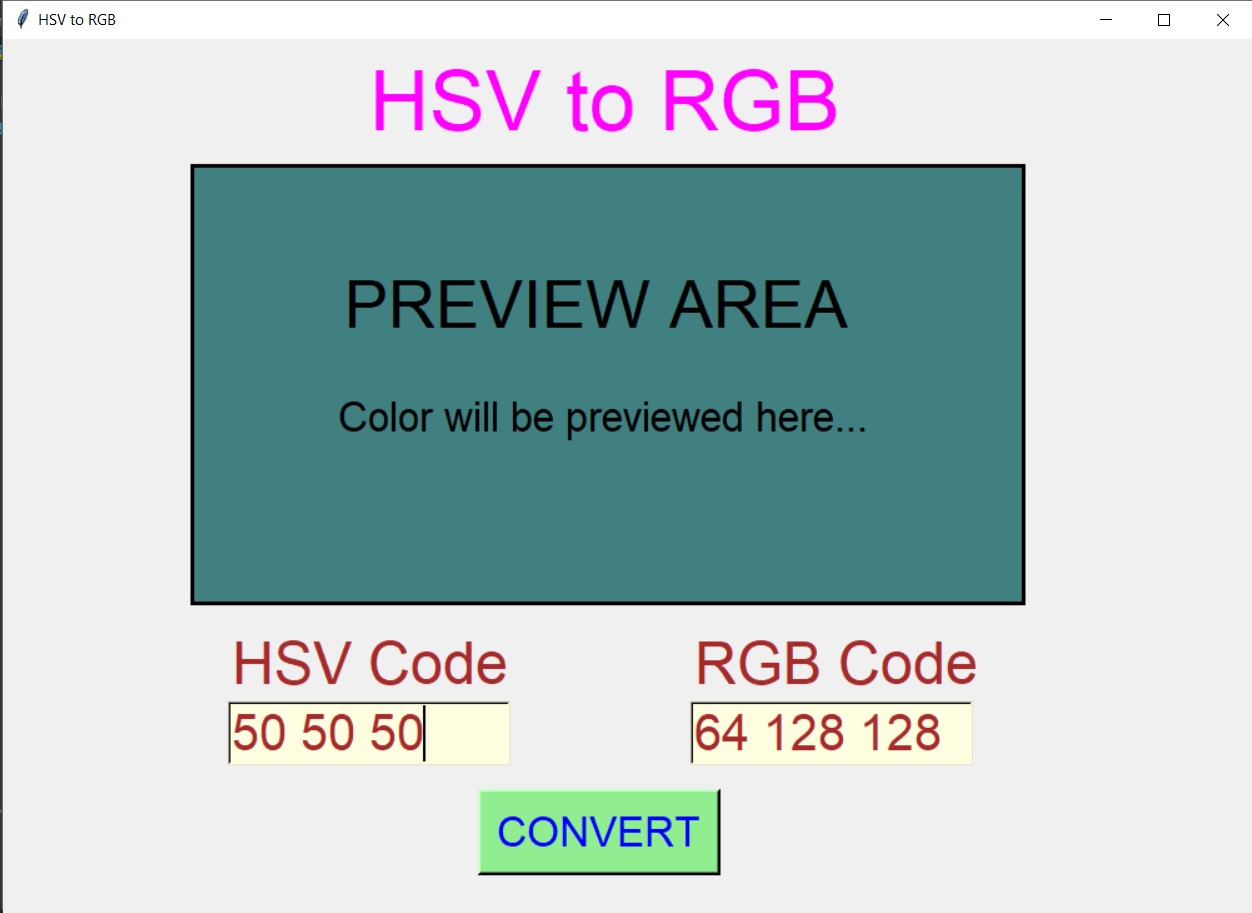 HSV to RGB
HSV to RGB
PREVIEW AREA
Color will be previewed here...
HSV Code
RGB Code
50 50 50
64 128 128
CONVERT